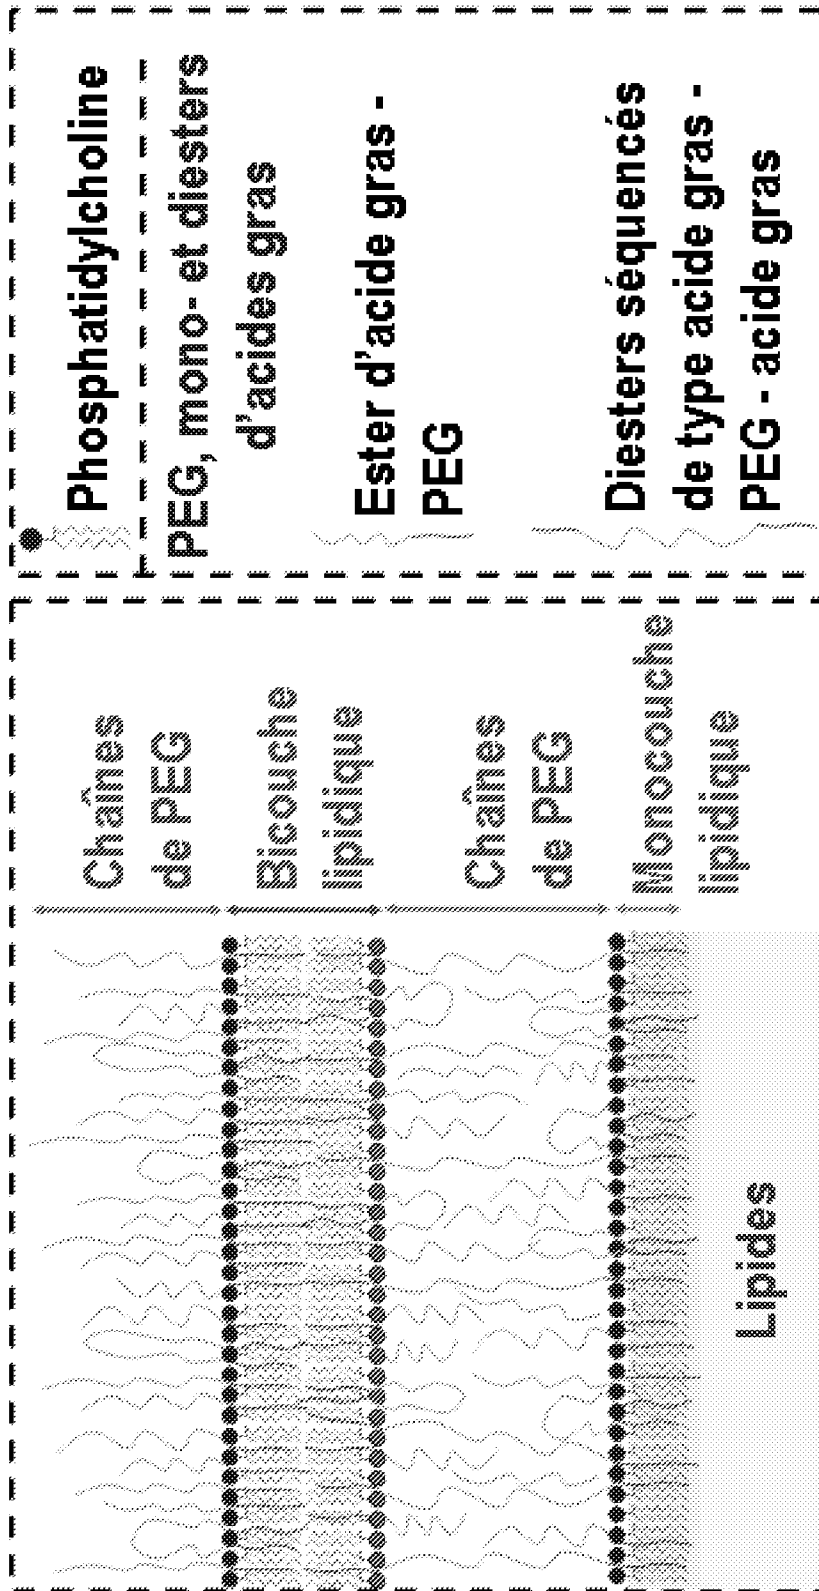 Chaînes
de PEG
Bicouche
lipidique
Chaînes
de PEG
Monocouche
lipidique
Lipides
Phosphatidylcholine
PEG, mono- et diesters
d'acides gras
Ester d'acide gras -
PEG
Diesters séquencés
de type acide gras -
PEG - acide gras